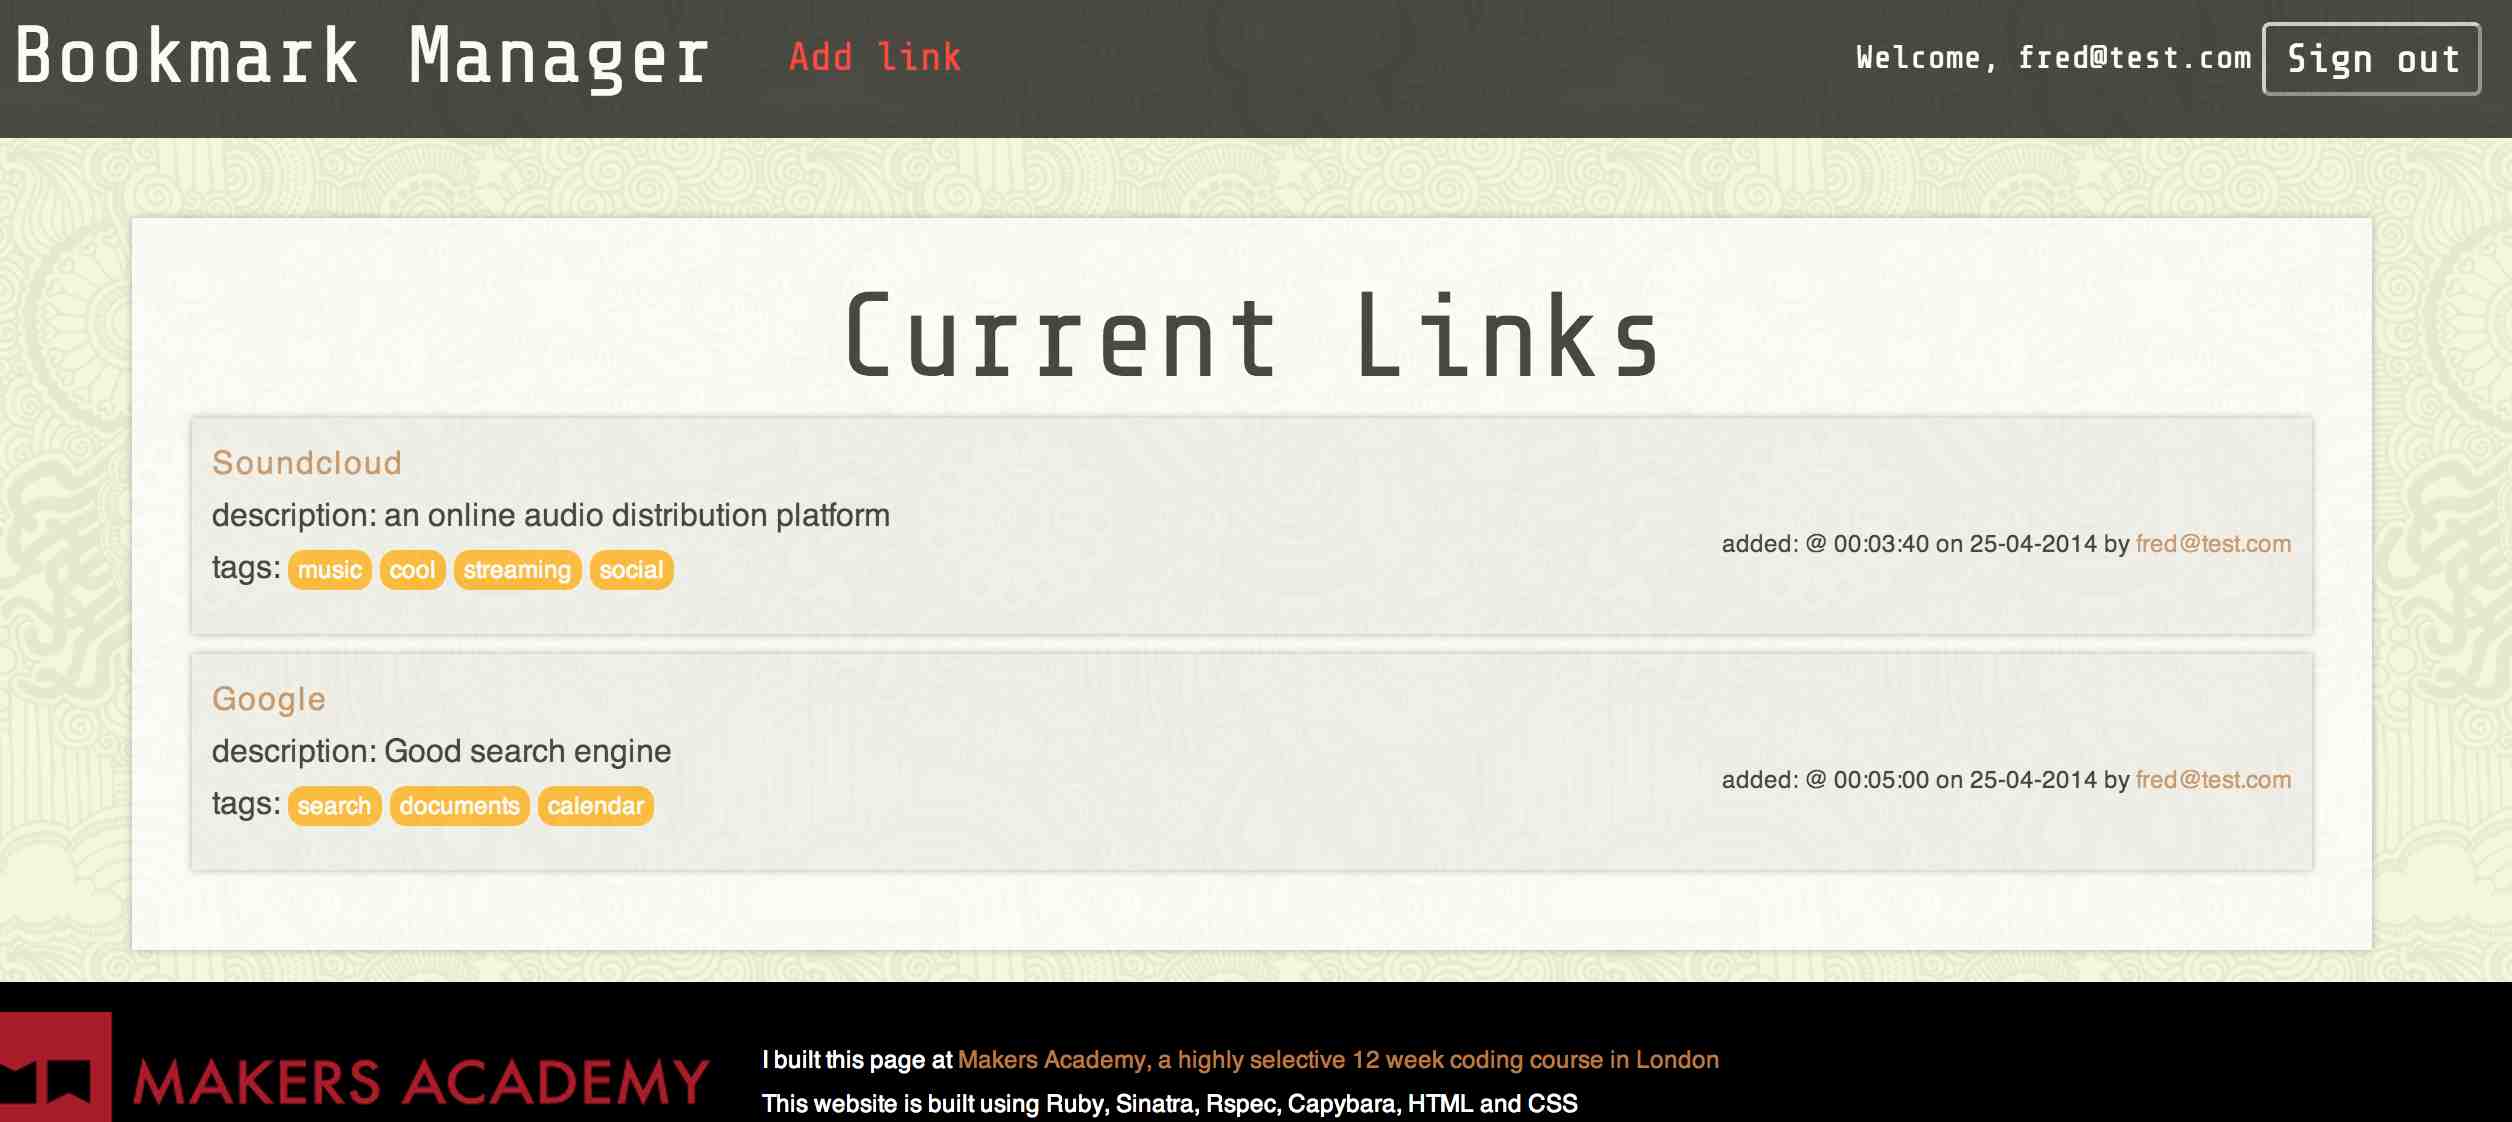 Bookmark Manager Add link Welcome, fred@test.com Sign out
Current Links
Soundcloud
description: an online audio distribution platform
tags: music cool streaming social
added: @ 00:03:40 on 25-04-2014 by fred@test.com
Google
description: Good search engine
tags: search documents calendar
added: @ 00:05:00 on 25-04-2014 by fred@test.com
MAKERS ACADEMY
I built this page at Makers Academy, a highly selective 12 week coding course in London
This website is built using Ruby, Sinatra, Rspec, Capybara, HTML and CSS